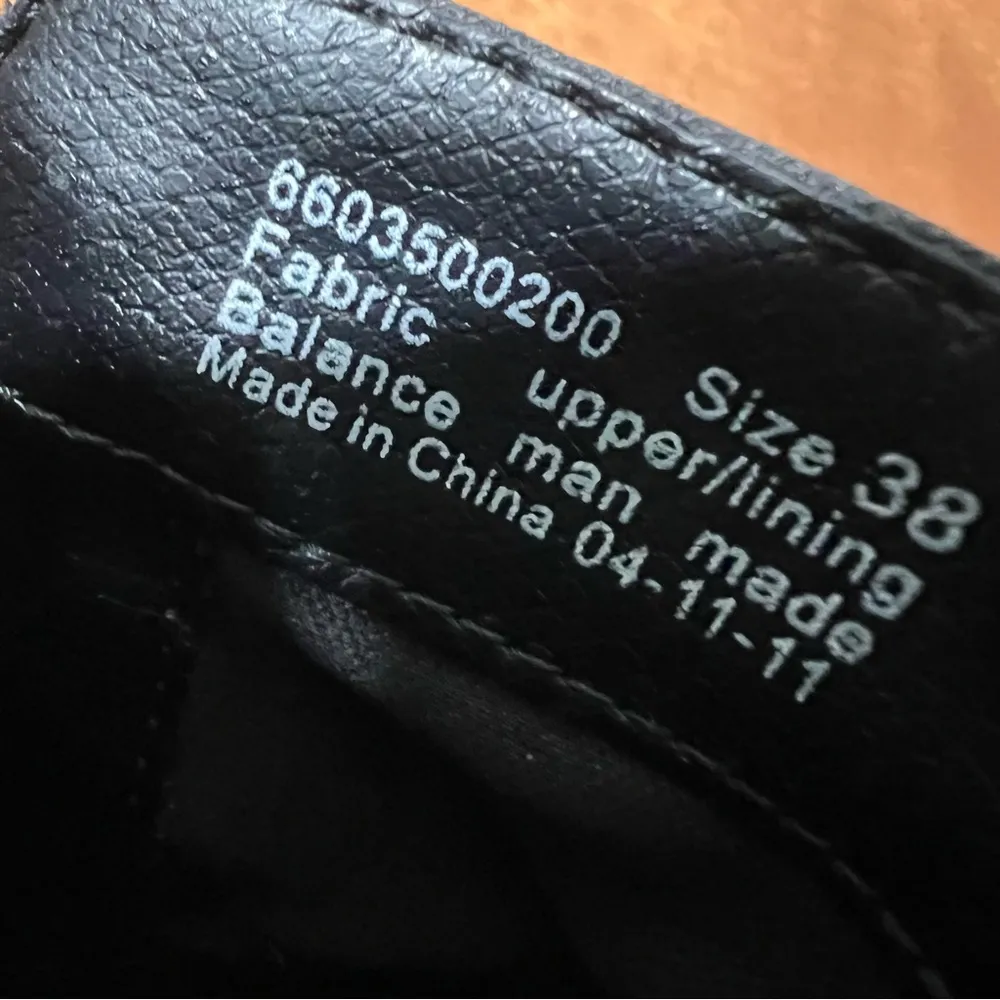 6603500200 Size 38
Fabric upper/lining
Balance man made
Made in China 04-11-11